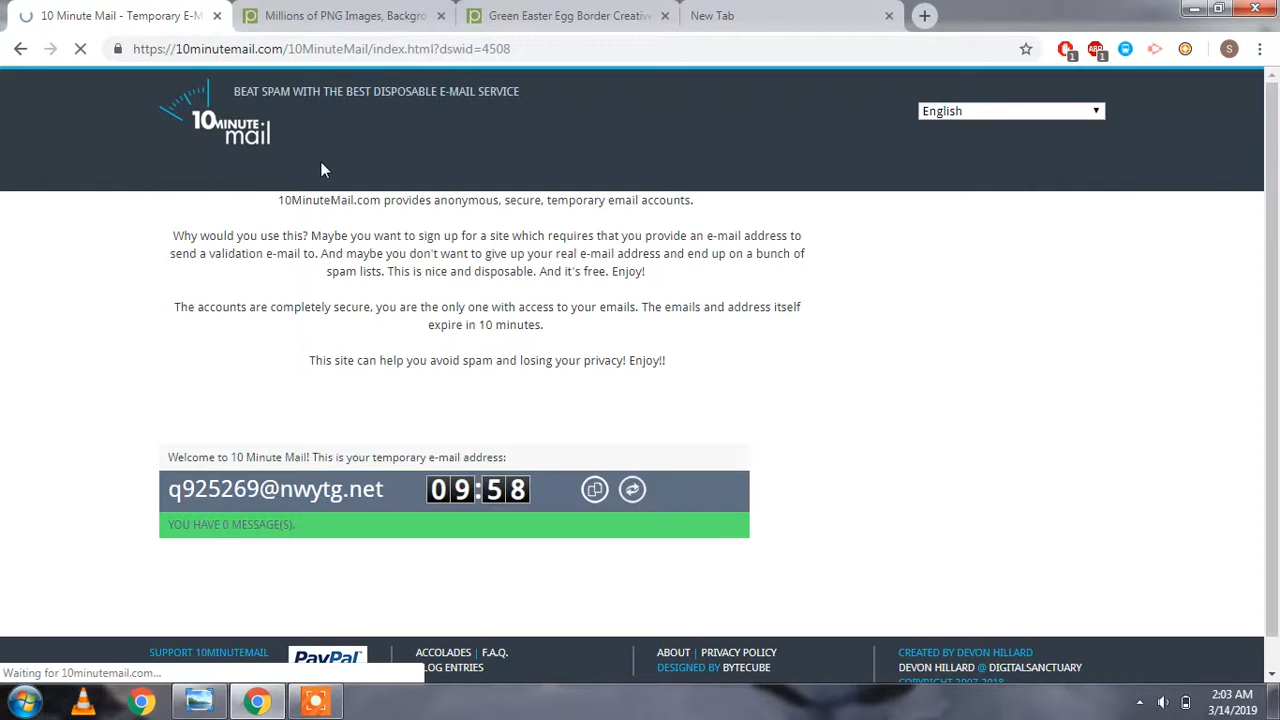 10 Minute Mail - Temporary E-M
Millions of PNG Images, Backgro
Green Easter Egg Border Creative
New Tab
https://10minutemail.com/10MinuteMail/index.html?dswid=4508
1
ABP
1
S
10MINUTE
mail
BEAT SPAM WITH THE BEST DISPOSABLE E-MAIL SERVICE
English
10MinuteMail.com provides anonymous, secure, temporary email accounts.
Why would you use this? Maybe you want to sign up for a site which requires that you provide an e-mail address to
send a validation e-mail to. And maybe you don't want to give up your real e-mail address and end up on a bunch of
spam lists. This is nice and disposable. And it's free. Enjoy!
The accounts are completely secure, you are the only one with access to your emails. The emails and address itself
expire in 10 minutes.
This site can help you avoid spam and losing your privacy! Enjoy!!
Welcome to 10 Minute Mail! This is your temporary e-mail address:
q925269@nwytg.net
09:58
YOU HAVE 0 MESSAGE(S).
SUPPORT 10MINUTEMAIL
PayPal
ACCOLADES | F.A.Q.
LOG ENTRIES
ABOUT | PRIVACY POLICY
DESIGNED BY BYTECUBE
CREATED BY DEVON HILLARD
DEVON HILLARD @ DIGITALSANCTUARY
COPYRIGHT 2007-2018
Waiting for 10minutemail.com...
2:03 AM
3/14/2019